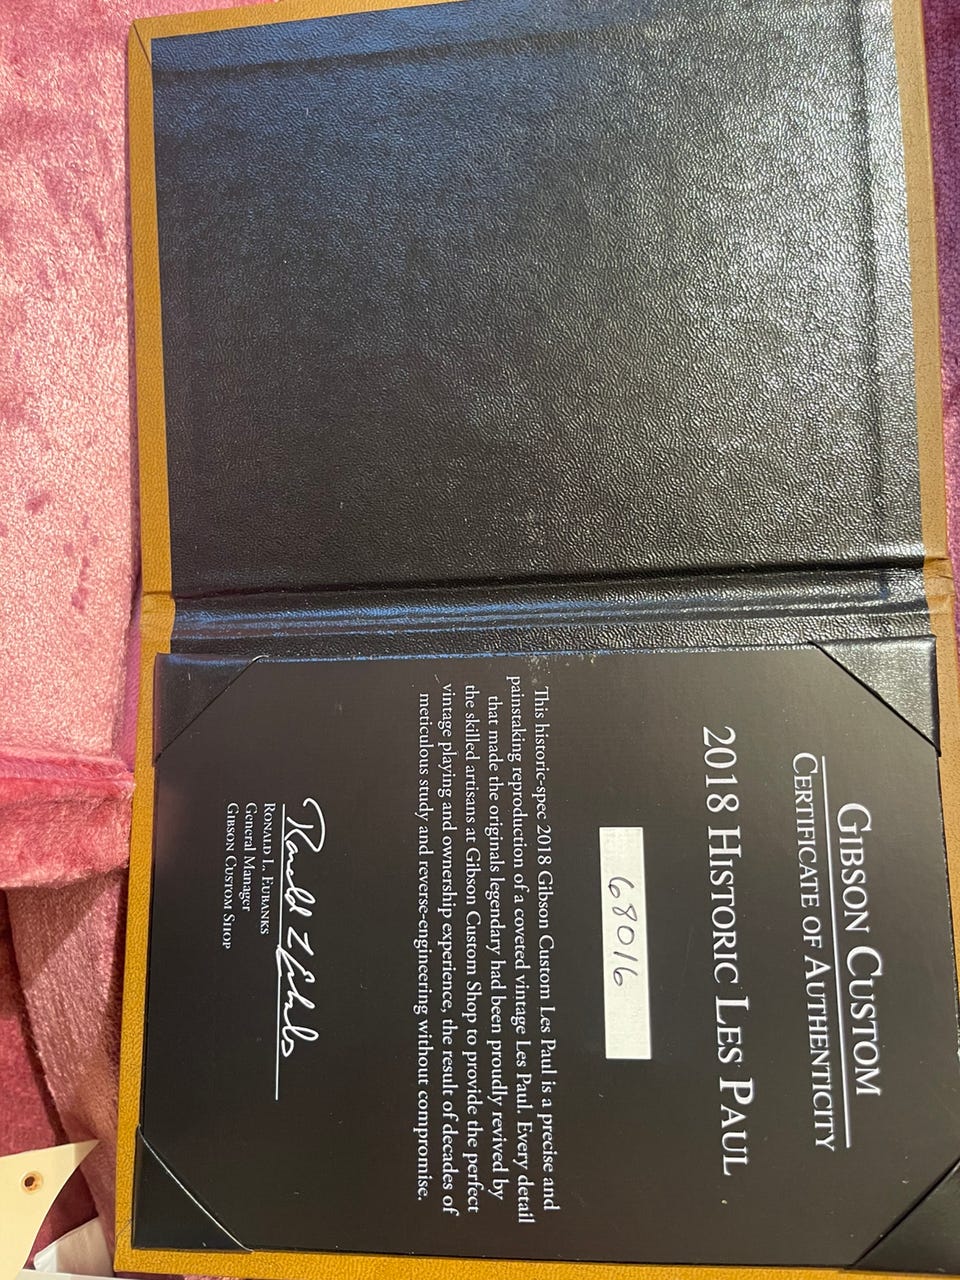 GIBSON CUSTOM
CERTIFICATE OF AUTHENTICITY
2018 HISTORIC LES PAUL
68016
This historic-spec 2018 Gibson Custom Les Paul is a precise and
painstaking reproduction of a coveted vintage Les Paul. Every detail
that made the originals legendary had been proudly revived by
the skilled artisans at Gibson Custom Shop to provide the perfect
vintage playing and ownership experience, the result of decades of
meticulous study and reverse-engineering without compromise.
RONALD L. EUBANKS
General Manager
GIBSON CUSTOM SHOP